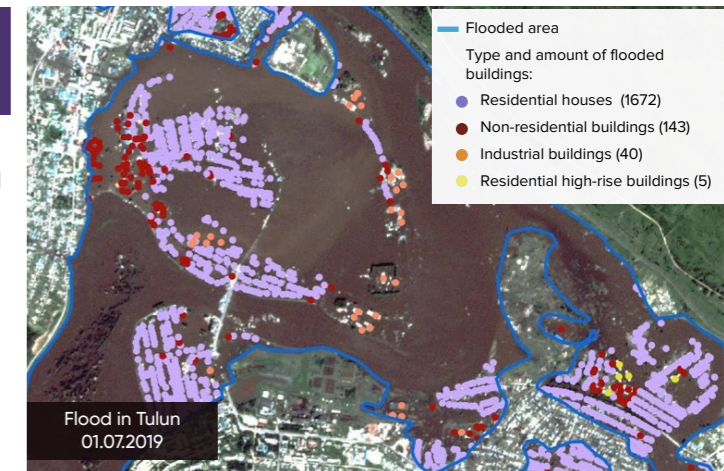 Flooded area
Type and amount of flooded
buildings:
Residential houses (1672)
Non-residential buildings (143)
Industrial buildings (40)
Residential high-rise buildings (5)
Flood in Tulun
01.07.2019